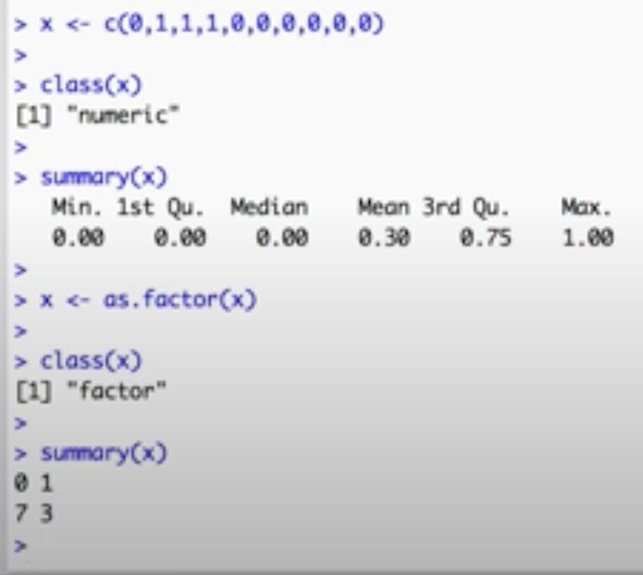 > x <- c(0,1,1,1,0,0,0,0,0,0)
>
> class(x)
[1] "numeric"
>
> summary(x)
   Min. 1st Qu.  Median    Mean 3rd Qu.    Max.
   0.00    0.00    0.00    0.30    0.75    1.00
>
> x <- as.factor(x)
>
> class(x)
[1] "factor"
>
> summary(x)
0 1
7 3
>